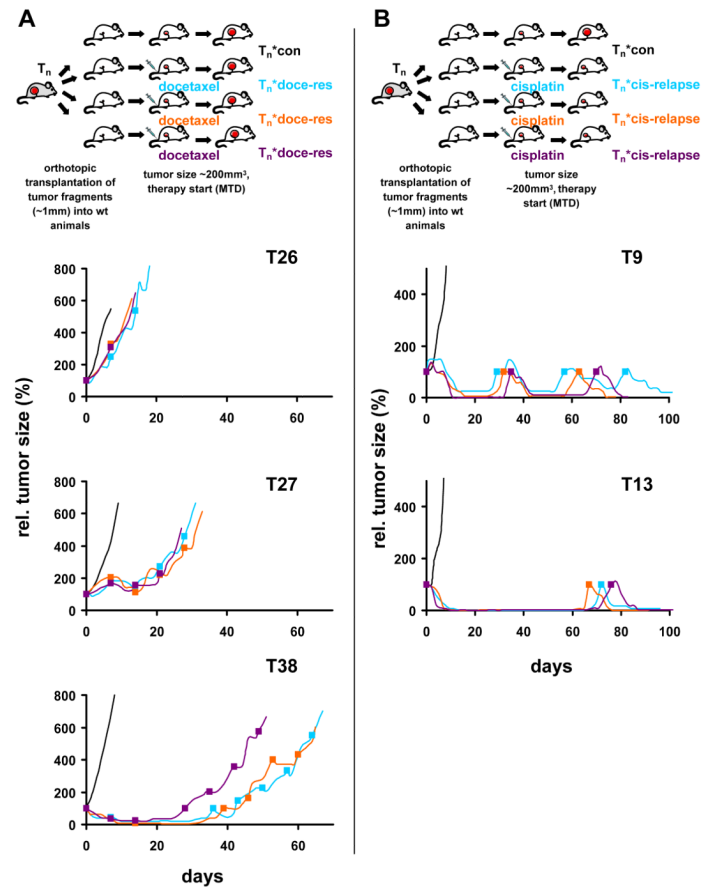 A
Tn
Tn*con
docetaxel
Tn*doce-res
docetaxel
Tn*doce-res
docetaxel
Tn*doce-res
orthotopic
transplantation of
tumor fragments
(~1mm) into wt
animals
tumor size ~200mm³,
therapy start (MTD)
rel. tumor size (%)
T26
800
600
400
200
0
0 20 40 60
T27
800
600
400
200
0
0 20 40 60
T38
800
600
400
200
0
0 20 40 60
days
B
Tn
Tn*con
cisplatin
Tn*cis-relapse
cisplatin
Tn*cis-relapse
cisplatin
Tn*cis-relapse
orthotopic
transplantation of
tumor fragments
(~1mm) into wt
animals
tumor size
~200mm³, therapy
start (MTD)
rel. tumor size (%)
T9
400
200
0
0 20 40 60 80 100
T13
400
200
0
0 20 40 60 80 100
days